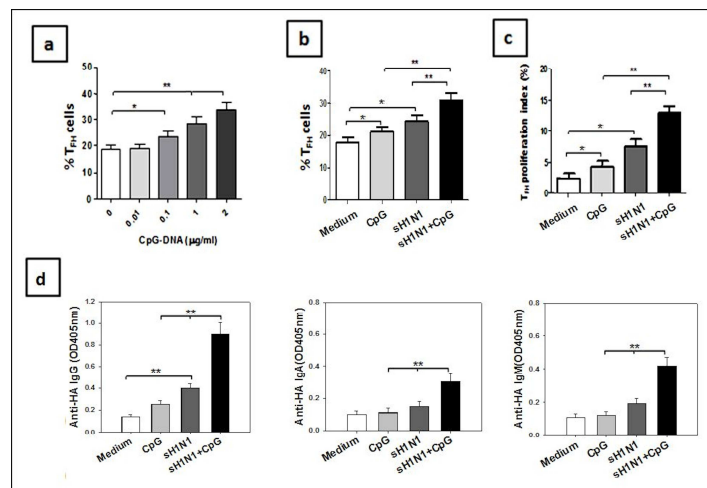 a
b
c
% TFH cells
50
40
30
20
10
0
* 
**
0
0.01
0.1
1
2
CpG-DNA (µg/ml)
% TFH cells
40
30
20
10
0
*
*
**
**
Medium
CpG
sH1N1
sH1N1+CpG
TFH proliferation index (%)
20
15
10
5
0
*
*
**
**
Medium
CpG
sH1N1
sH1N1+CpG
d
Anti-HA IgG (OD405nm)
1.2
1.0
0.8
0.6
0.4
0.2
0.0
**
**
Medium
CpG
sH1N1
sH1N1+CpG
Anti-HA IgA(OD405nm)
0.8
0.6
0.4
0.2
0.0
**
Medium
CpG
sH1N1
sH1N1+CpG
Anti-HA IgM(OD405nm)
0.8
0.6
0.4
0.2
0.0
**
Medium
CpG
sH1N1
sH1N1+CpG